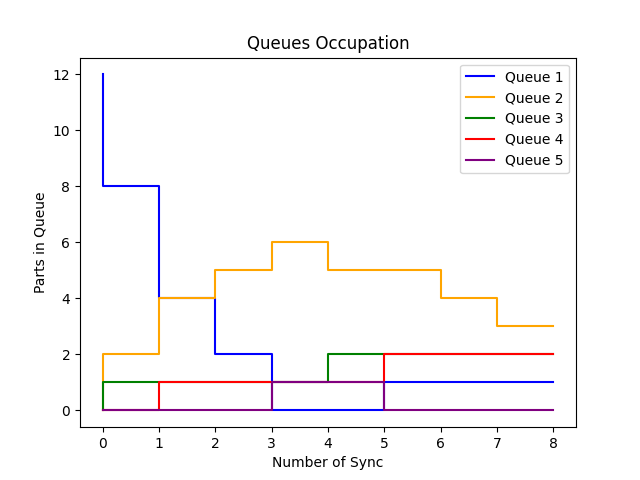 Queues Occupation
Parts in Queue
12
10
8
6
4
2
0
Queue 1
Queue 2
Queue 3
Queue 4
Queue 5
0 1 2 3 4 5 6 7 8
Number of Sync